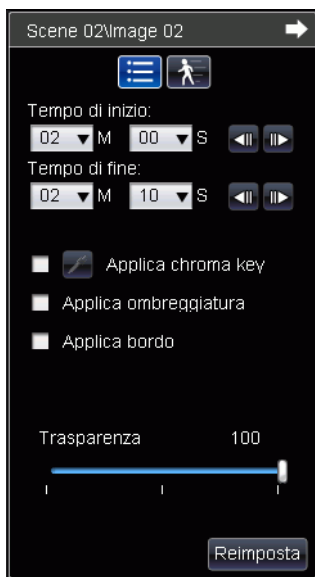 Scene 02\Image 02
Tempo di inizio:
02 M 00 S
Tempo di fine:
02 M 10 S
Applica chroma key
Applica ombreggiatura
Applica bordo
Trasparenza 100
Reimposta